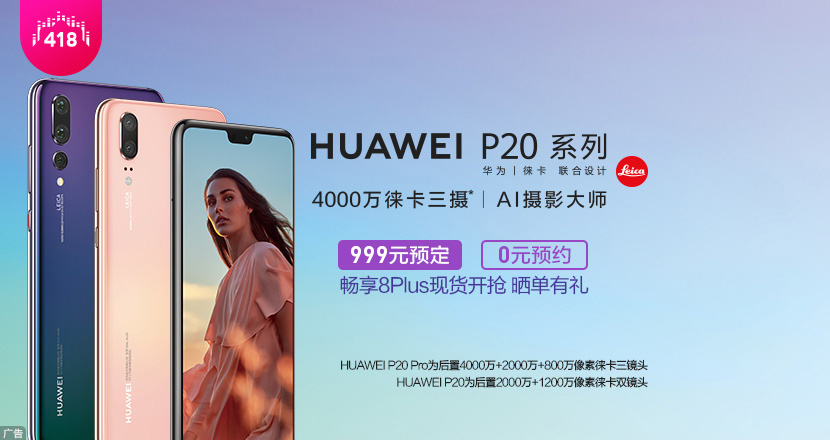 418
HUAWEI P20 系列
华为 | 徕卡 联合设计
Leica
4000万徕卡三摄* | AI摄影大师
999元预定
0元预约
畅享8Plus现货开抢 晒单有礼
HUAWEI P20 Pro为后置4000万+2000万+800万像素徕卡三镜头
HUAWEI P20为后置2000万+1200万像素徕卡双镜头
LEICA
HUAWEI
LEICA
HUAWEI
广告